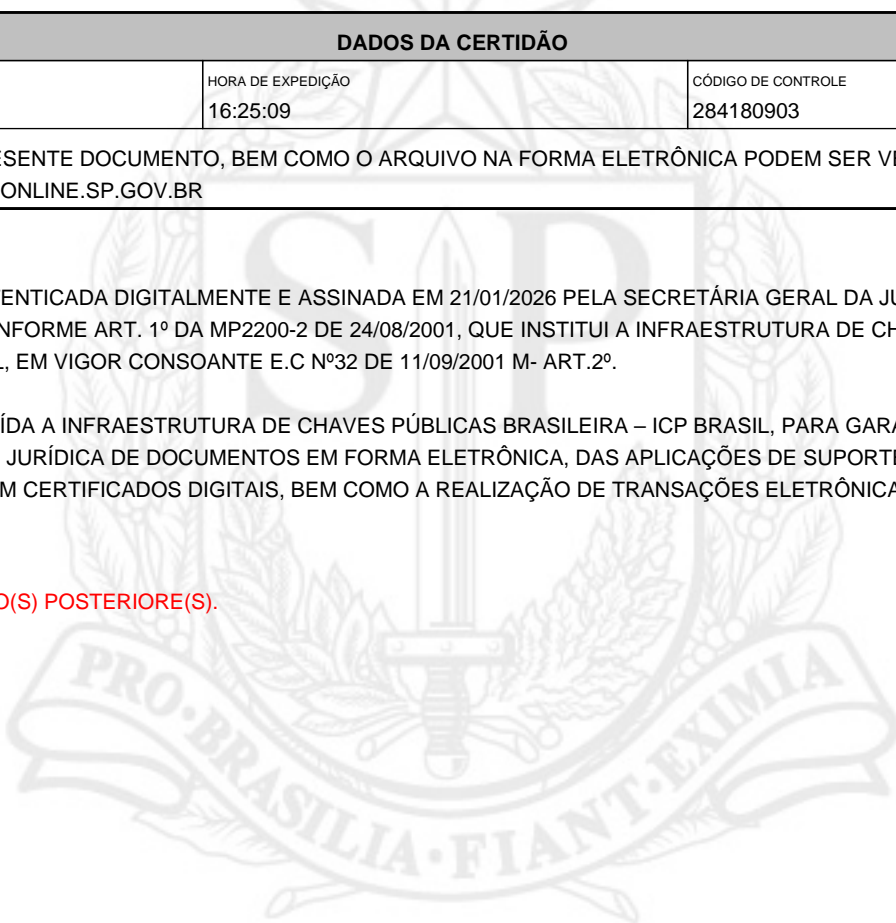 DADOS DA CERTIDÃO
HORA DE EXPEDIÇÃO
CÓDIGO DE CONTROLE
16:25:09
284180903
ESENTE DOCUMENTO, BEM COMO O ARQUIVO NA FORMA ELETRÔNICA PODEM SER VE
ONLINE.SP.GOV.BR
SP
ENTICADA DIGITALMENTE E ASSINADA EM 21/01/2026 PELA SECRETÁRIA GERAL DA JU
NFORME ART. 1º DA MP2200-2 DE 24/08/2001, QUE INSTITUI A INFRAESTRUTURA DE CH
L, EM VIGOR CONSOANTE E.C Nº32 DE 11/09/2001 M- ART.2º.
ÍDA A INFRAESTRUTURA DE CHAVES PÚBLICAS BRASILEIRA – ICP BRASIL, PARA GARA
JURÍDICA DE DOCUMENTOS EM FORMA ELETRÔNICA, DAS APLICAÇÕES DE SUPORTE
M CERTIFICADOS DIGITAIS, BEM COMO A REALIZAÇÃO DE TRANSAÇÕES ELETRÔNICA
O(S) POSTERIORE(S).
PRO·BRASILIA·FIANT·EXIMIA